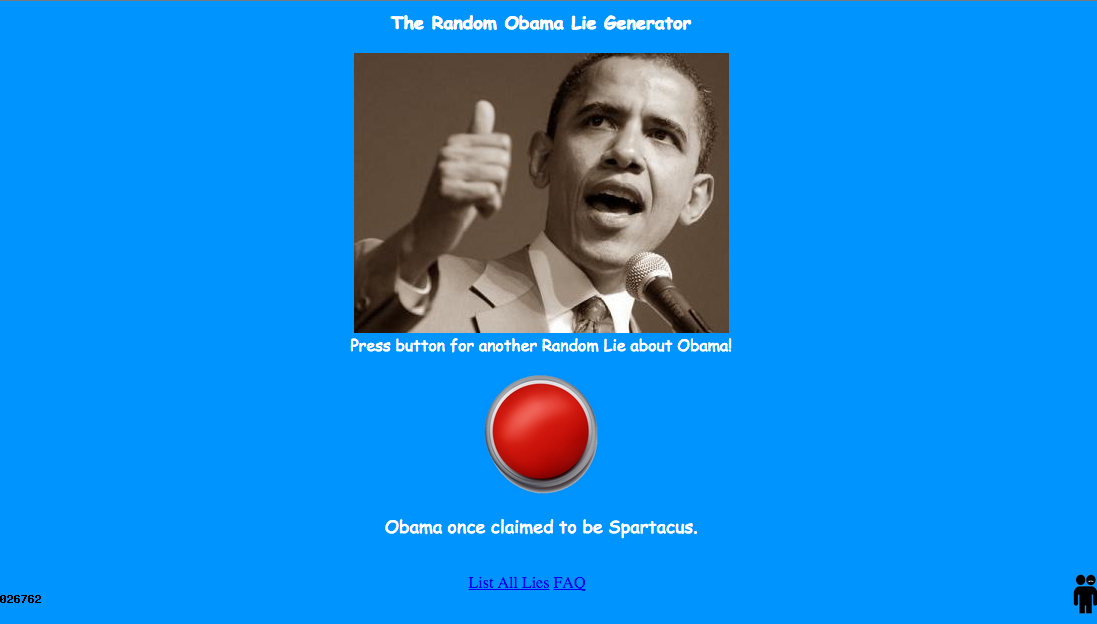 The Random Obama Lie Generator
Press button for another Random Lie about Obama!
Obama once claimed to be Spartacus.
List All Lies FAQ
026762